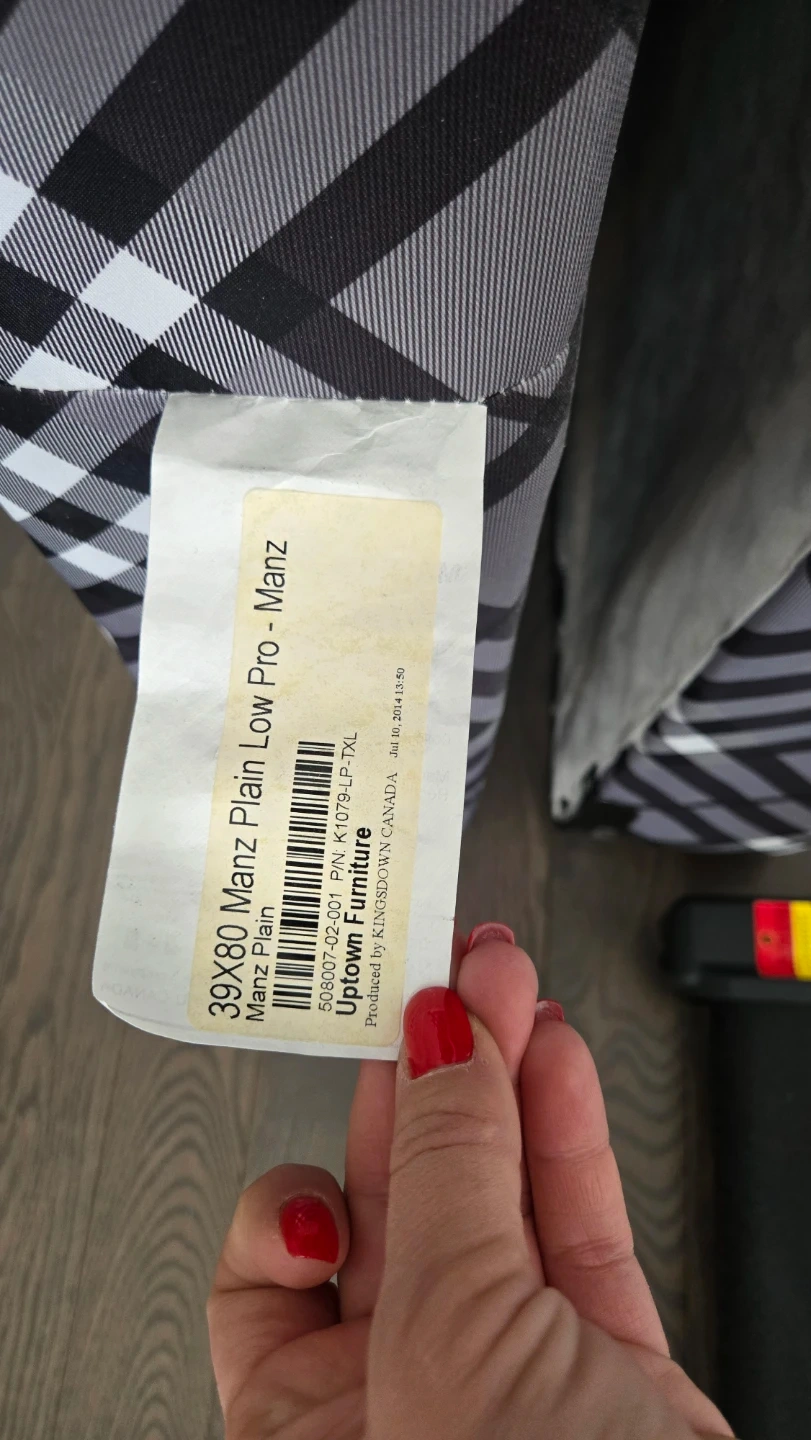 39X80 Manz Plain Low Pro - Manz
Manz Plain
508007-02-001 P/N: K1079-LP-TXL
Uptown Furniture
Produced by KINGSDOWN CANADA Jul 10, 2014 13:50